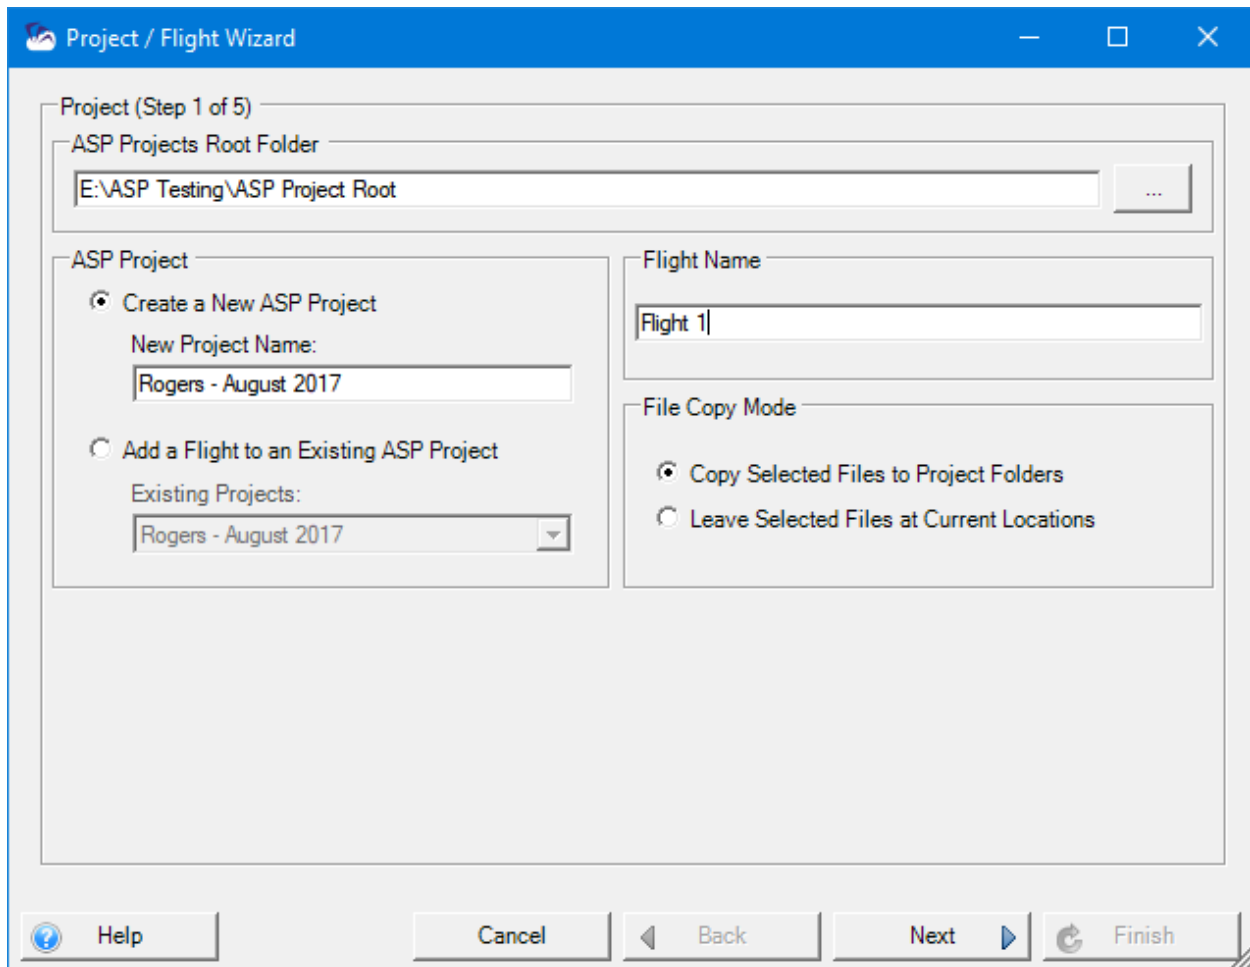 Project / Flight Wizard
Project (Step 1 of 5)
ASP Projects Root Folder
E:\ASP Testing\ASP Project Root
...
ASP Project
Create a New ASP Project
New Project Name:
Rogers - August 2017
Add a Flight to an Existing ASP Project
Existing Projects:
Rogers - August 2017
Flight Name
Flight 1
File Copy Mode
Copy Selected Files to Project Folders
Leave Selected Files at Current Locations
Help
Cancel
Back
Next
Finish